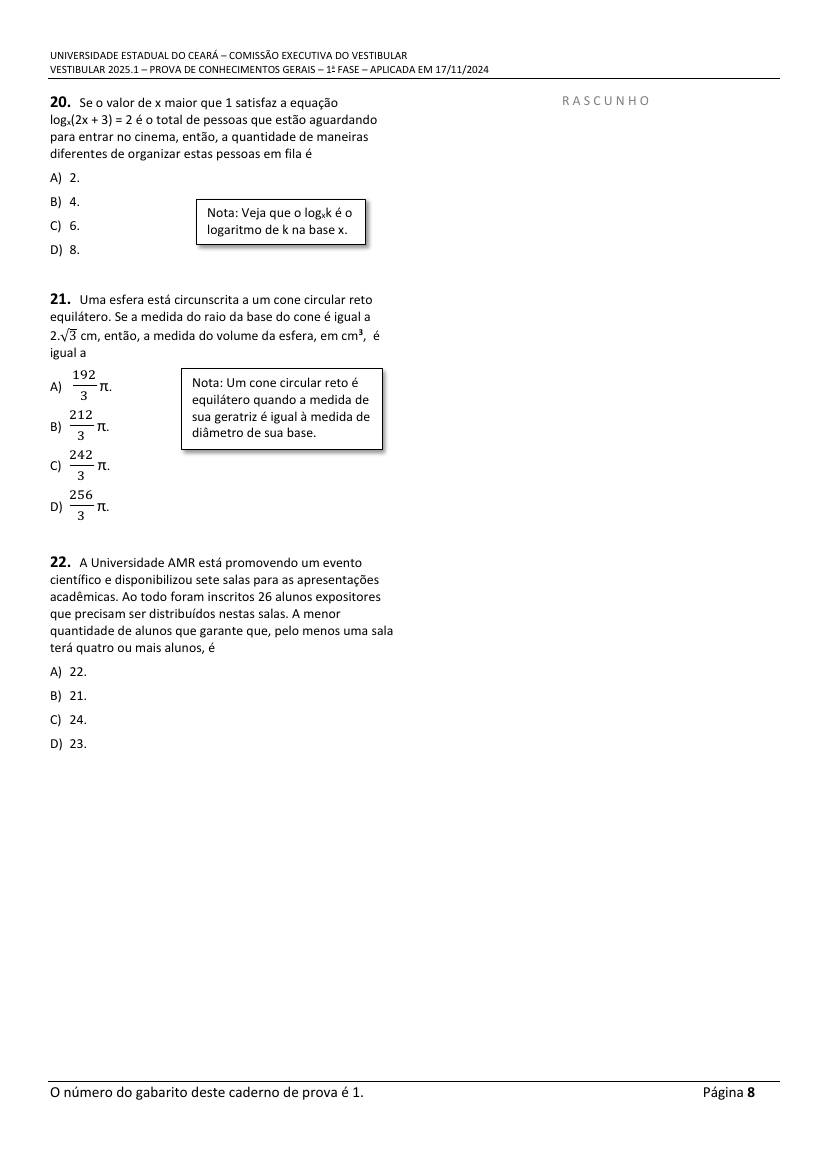 UNIVERSIDADE ESTADUAL DO CEARÁ – COMISSÃO EXECUTIVA DO VESTIBULAR
VESTIBULAR 2025.1 – PROVA DE CONHECIMENTOS GERAIS – 1ª FASE – APLICADA EM 17/11/2024
20. Se o valor de x maior que 1 satisfaz a equação
logₓ(2x + 3) = 2 é o total de pessoas que estão aguardando
para entrar no cinema, então, a quantidade de maneiras
diferentes de organizar estas pessoas em fila é
A) 2.
B) 4.
C) 6.
D) 8.
Nota: Veja que o logₓk é o
logaritmo de k na base x.
21. Uma esfera está circunscrita a um cone circular reto
equilátero. Se a medida do raio da base do cone é igual a
2.√3 cm, então, a medida do volume da esfera, em cm³, é
igual a
A) 192/3 π.
B) 212/3 π.
C) 242/3 π.
D) 256/3 π.
Nota: Um cone circular reto é
equilátero quando a medida de
sua geratriz é igual à medida de
diâmetro de sua base.
22. A Universidade AMR está promovendo um evento
científico e disponibilizou sete salas para as apresentações
acadêmicas. Ao todo foram inscritos 26 alunos expositores
que precisam ser distribuídos nestas salas. A menor
quantidade de alunos que garante que, pelo menos uma sala
terá quatro ou mais alunos, é
A) 22.
B) 21.
C) 24.
D) 23.
RASCUNHO
O número do gabarito deste caderno de prova é 1.
Página 8